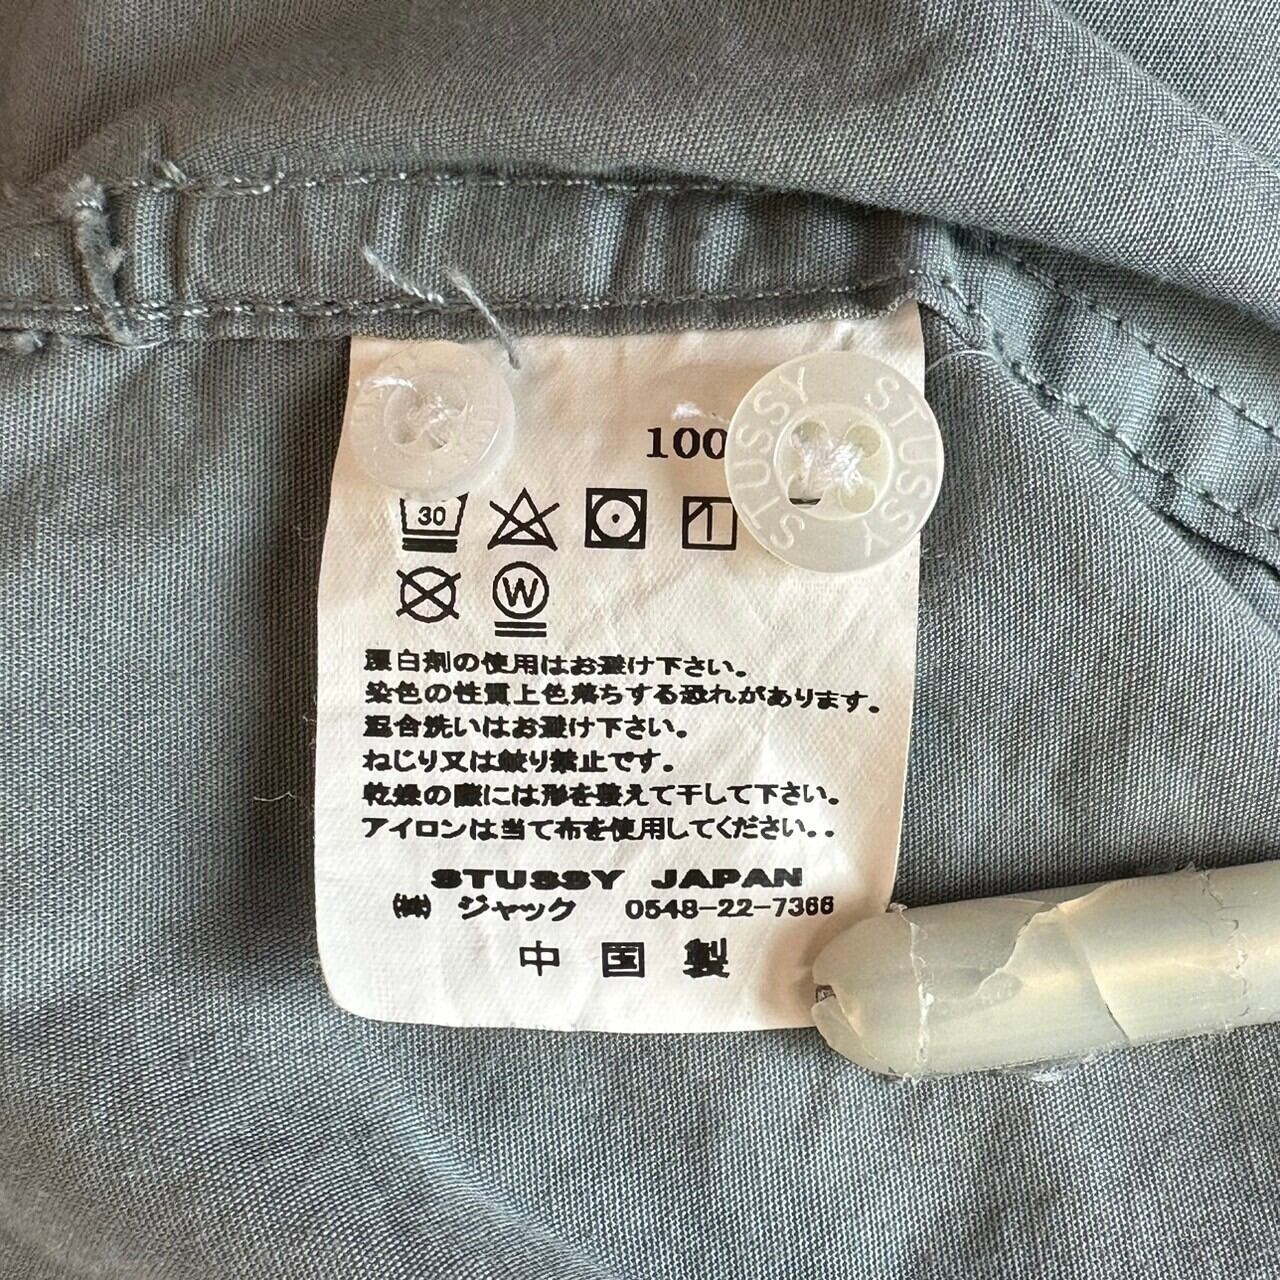 100
STUSSY STUSSY
30
W
漂白剤の使用はお避け下さい。
染色の性質上色落ちする恐れがあります。
混合洗いはお避け下さい。
ねじり又は絞り禁止です。
乾燥の際には形を整えて干して下さい。
アイロンは当て布を使用してください。.
STUSSY JAPAN
㈱ ジャック 0548-22-7366
中国製